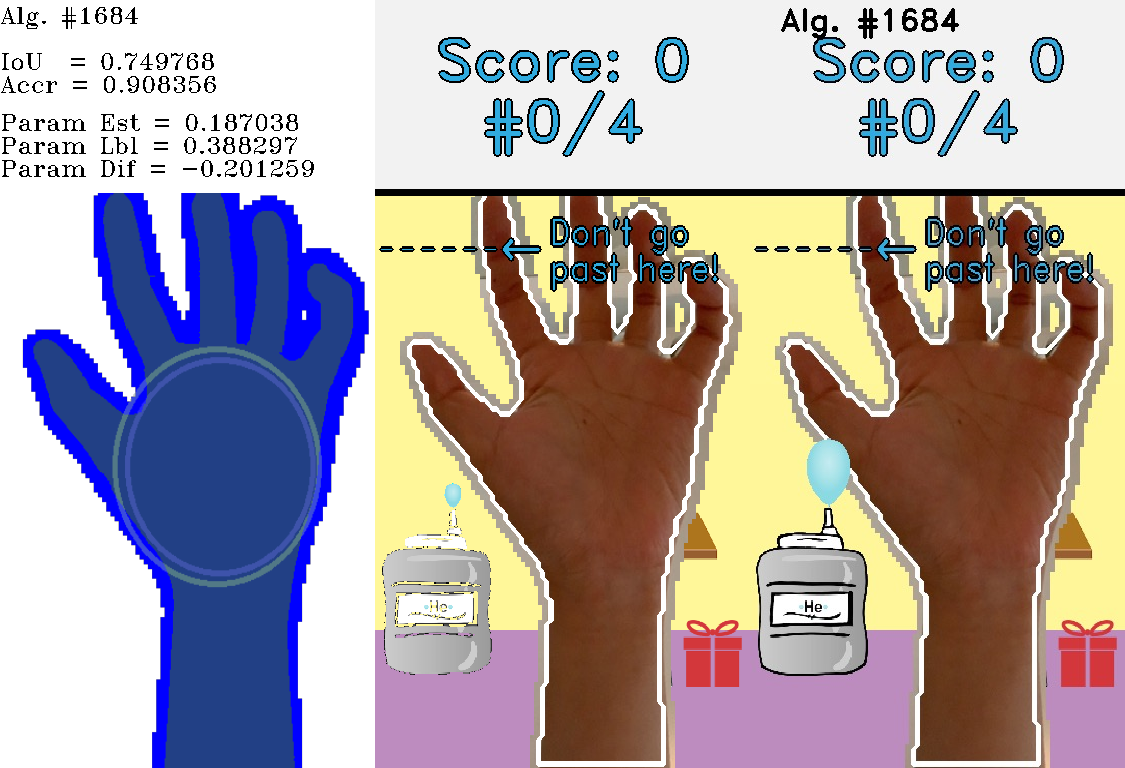 Alg. #1684
IoU = 0.749768
Accr = 0.908356
Param Est = 0.187038
Param Lbl = 0.388297
Param Dif = −0.201259
Score: 0
#0/4
Don't go
past here!
He
Alg. #1684
Score: 0
#0/4
Don't go
past here!
He